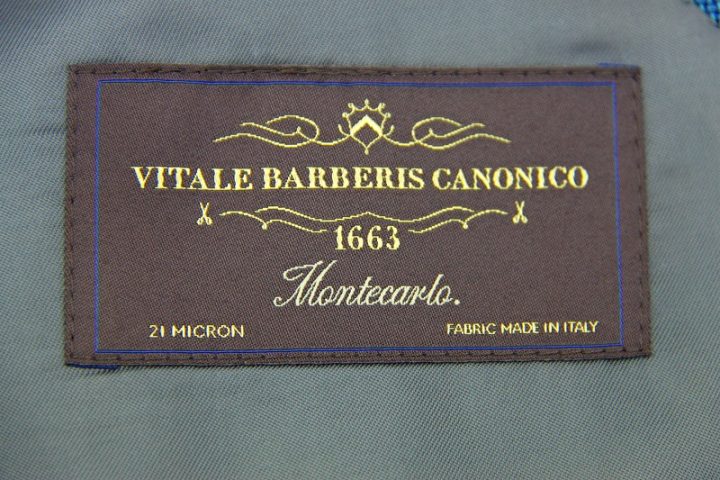 VITALE BARBERIS CANONICO
1663
Montecarlo.
21 MICRON
FABRIC MADE IN ITALY